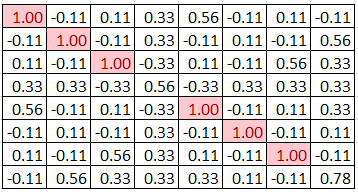 1.00 -0.11 0.11 0.33 0.56 -0.11 0.11 -0.11
-0.11 1.00 -0.11 0.33 -0.11 0.11 -0.11 0.56
0.11 -0.11 1.00 -0.33 0.11 -0.11 0.56 0.33
0.33 0.33 -0.33 0.56 -0.33 0.33 -0.33 0.33
0.56 -0.11 0.11 -0.33 1.00 -0.11 0.11 0.33
-0.11 0.11 -0.11 0.33 -0.11 1.00 -0.11 0.11
0.11 -0.11 0.56 -0.33 0.11 -0.11 1.00 -0.11
-0.11 0.56 0.33 0.33 0.33 0.11 -0.11 0.78